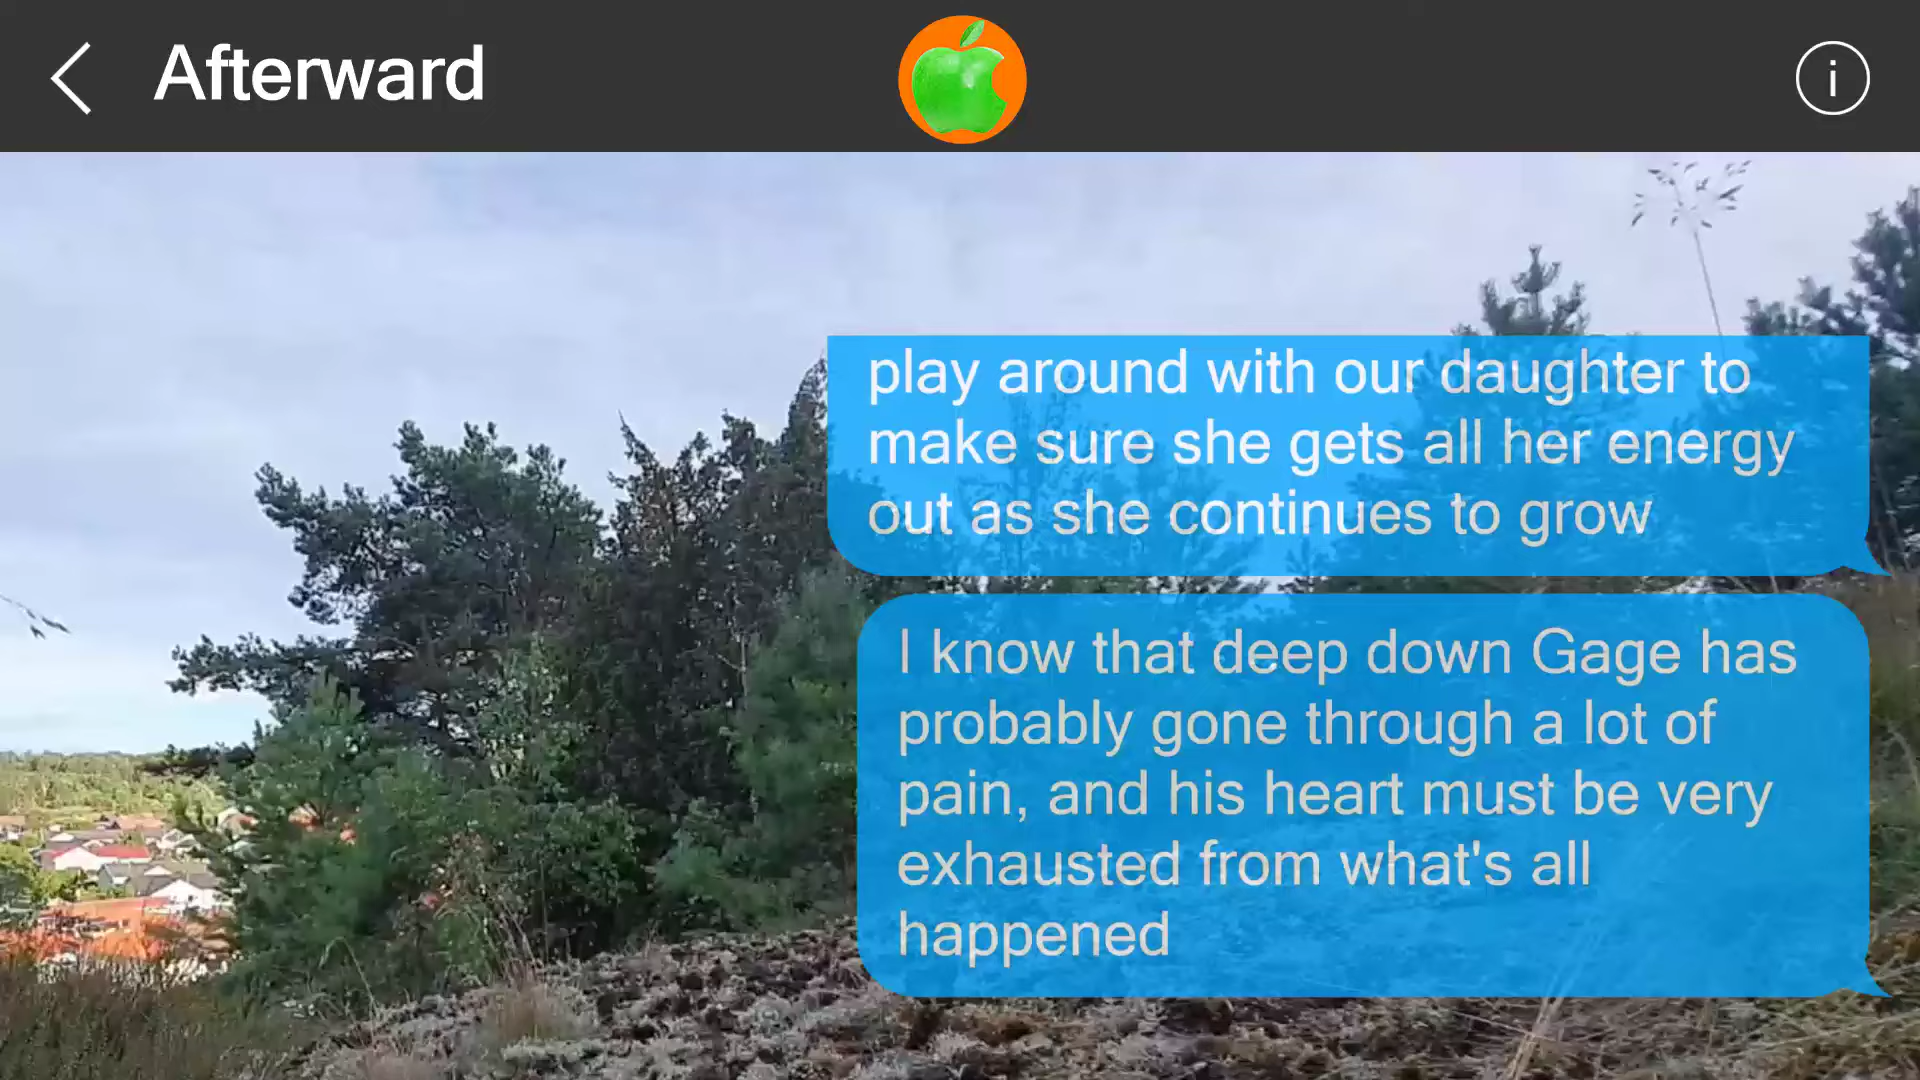 Afterward
play around with our daughter to
make sure she gets all her energy
out as she continues to grow
I know that deep down Gage has
probably gone through a lot of
pain, and his heart must be very
exhausted from what's all
happened